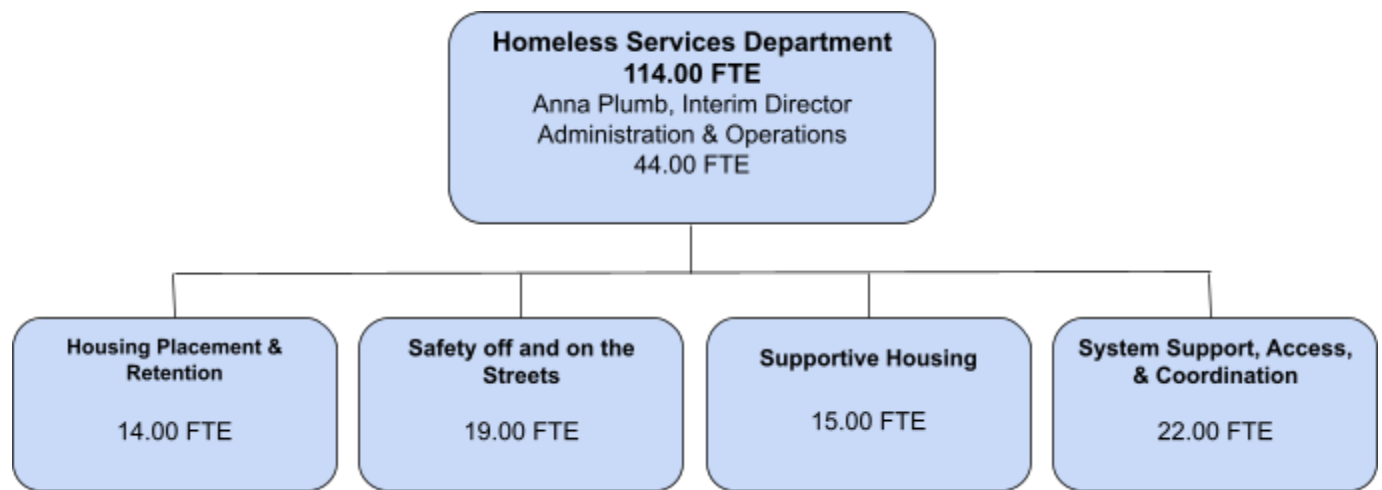 Homeless Services Department
114.00 FTE
Anna Plumb, Interim Director
Administration & Operations
44.00 FTE
Housing Placement &
Retention
14.00 FTE
Safety off and on the
Streets
19.00 FTE
Supportive Housing
15.00 FTE
System Support, Access,
& Coordination
22.00 FTE